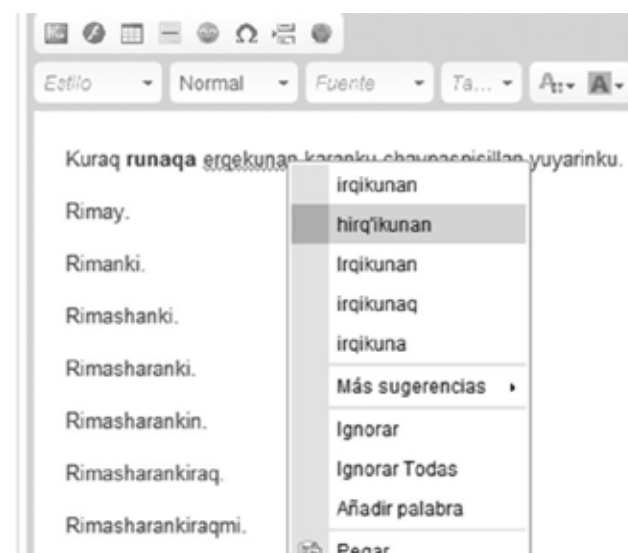 Estilo Normal Fuente Ta...
Kuraq runaqa erqekunan karanku chaynaspisillan yuyarinku.
irqikunan
Rimay.
hirq'ikunan
Rimanki.
Irqikunan
Rimashanki.
irqikunaq
irqikuna
Rimasharanki.
Más sugerencias
Rimasharankin.
Ignorar
Rimasharankiraq.
Ignorar Todas
Añadir palabra
Rimasharankiraqmi.
Pegar